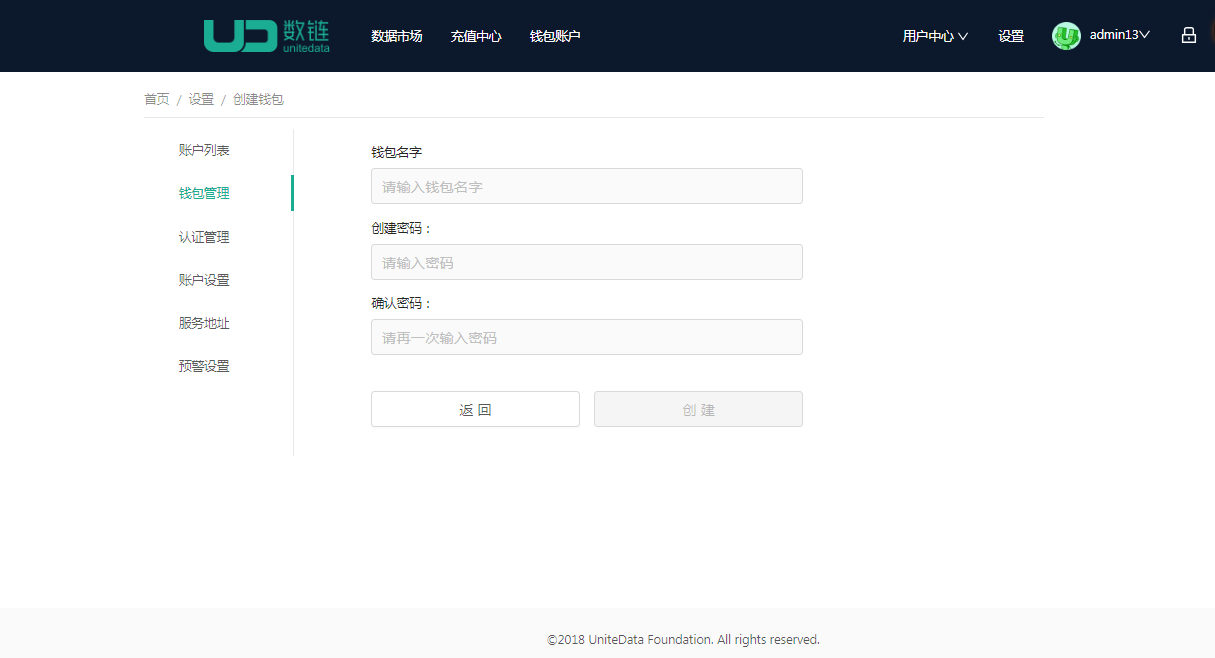 数链
unitedata
数据市场 充值中心 钱包账户 用户中心 设置 admin13
首页 / 设置 / 创建钱包
账户列表
钱包管理
认证管理
账户设置
服务地址
预警设置
钱包名字
请输入钱包名字
创建密码：
请输入密码
确认密码：
请再一次输入密码
返 回 创 建
©2018 UniteData Foundation. All rights reserved.